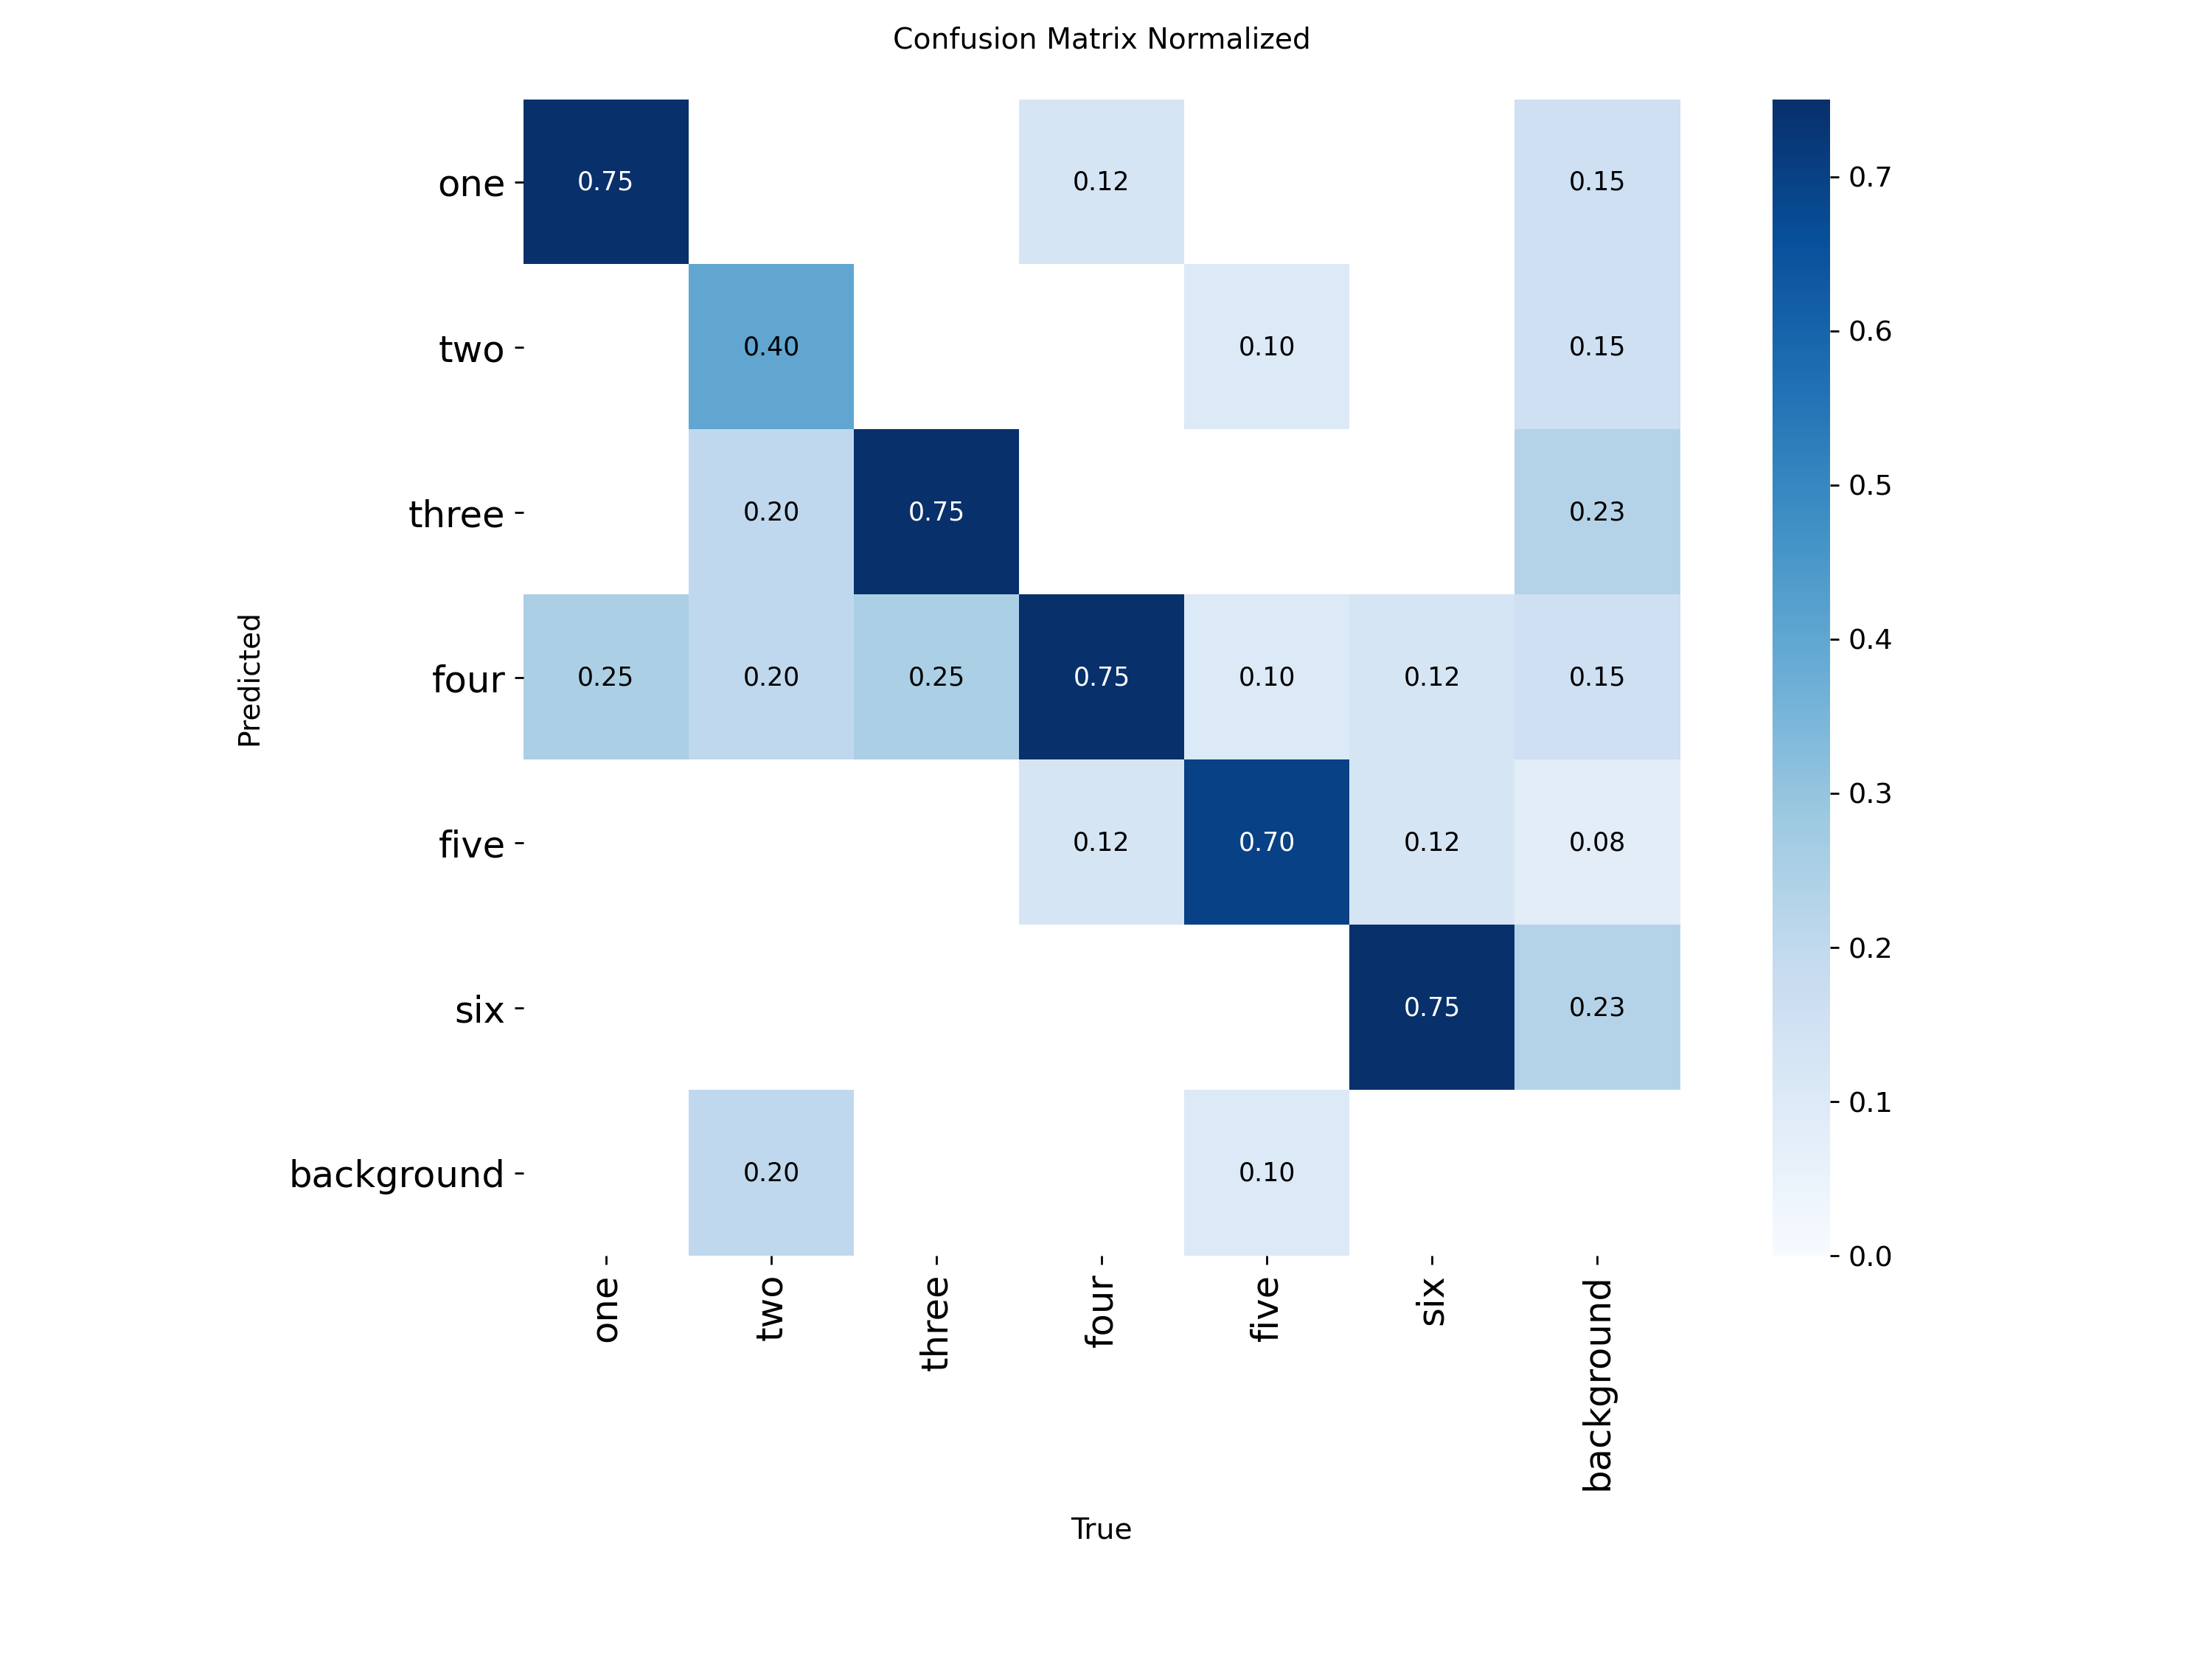 Confusion Matrix Normalized
one 0.75 0.12 0.15 0.7
two 0.40 0.10 0.15 0.6
three 0.20 0.75 0.23 0.5
four 0.25 0.20 0.25 0.75 0.10 0.12 0.15 0.4
five 0.12 0.70 0.12 0.08 0.3
six 0.75 0.23 0.2
background 0.20 0.10 0.1
0.0
Predicted
one two three four five six background
True